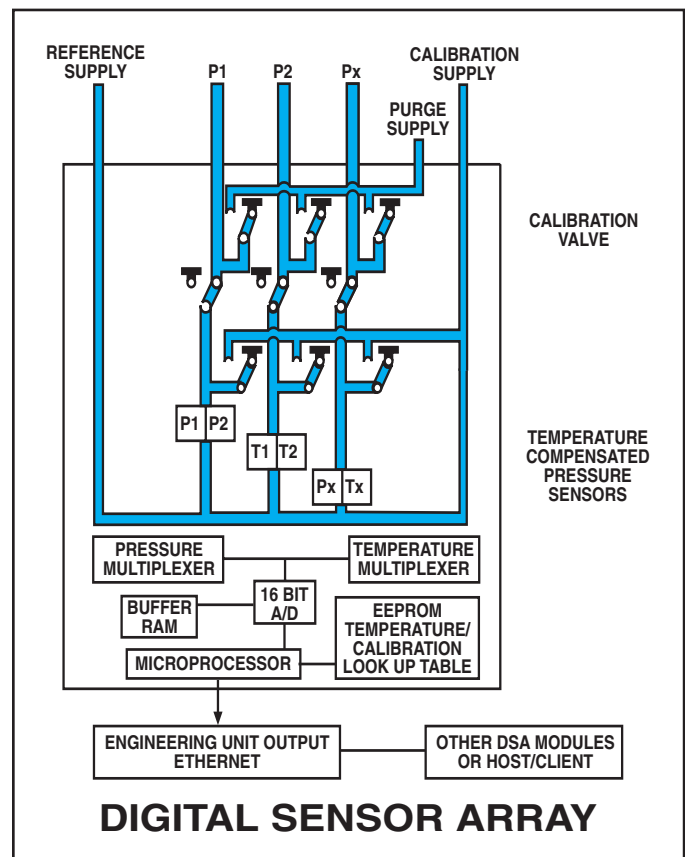 REFERENCE
SUPPLY
P1
P2
Px
CALIBRATION
SUPPLY
PURGE
SUPPLY
CALIBRATION
VALVE
P1 P2
T1 T2
Px Tx
TEMPERATURE
COMPENSATED
PRESSURE
SENSORS
PRESSURE
MULTIPLEXER
TEMPERATURE
MULTIPLEXER
16 BIT
A/D
BUFFER
RAM
EEPROM
TEMPERATURE/
CALIBRATION
LOOK UP TABLE
MICROPROCESSOR
ENGINEERING UNIT OUTPUT
ETHERNET
OTHER DSA MODULES
OR HOST/CLIENT
DIGITAL SENSOR ARRAY